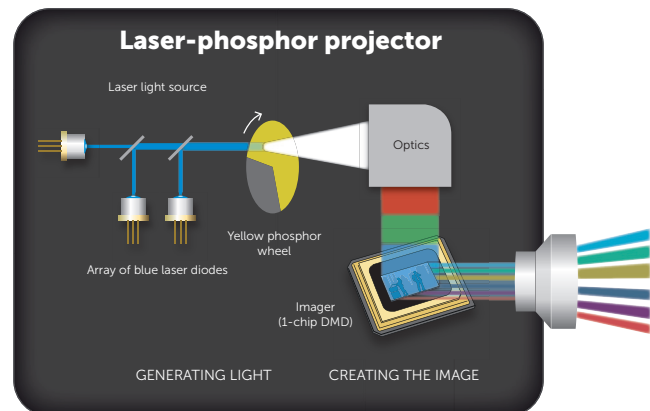 Laser-phosphor projector
Laser light source
Optics
Yellow phosphor
wheel
Array of blue laser diodes
Imager
(1-chip DMD)
GENERATING LIGHT
CREATING THE IMAGE